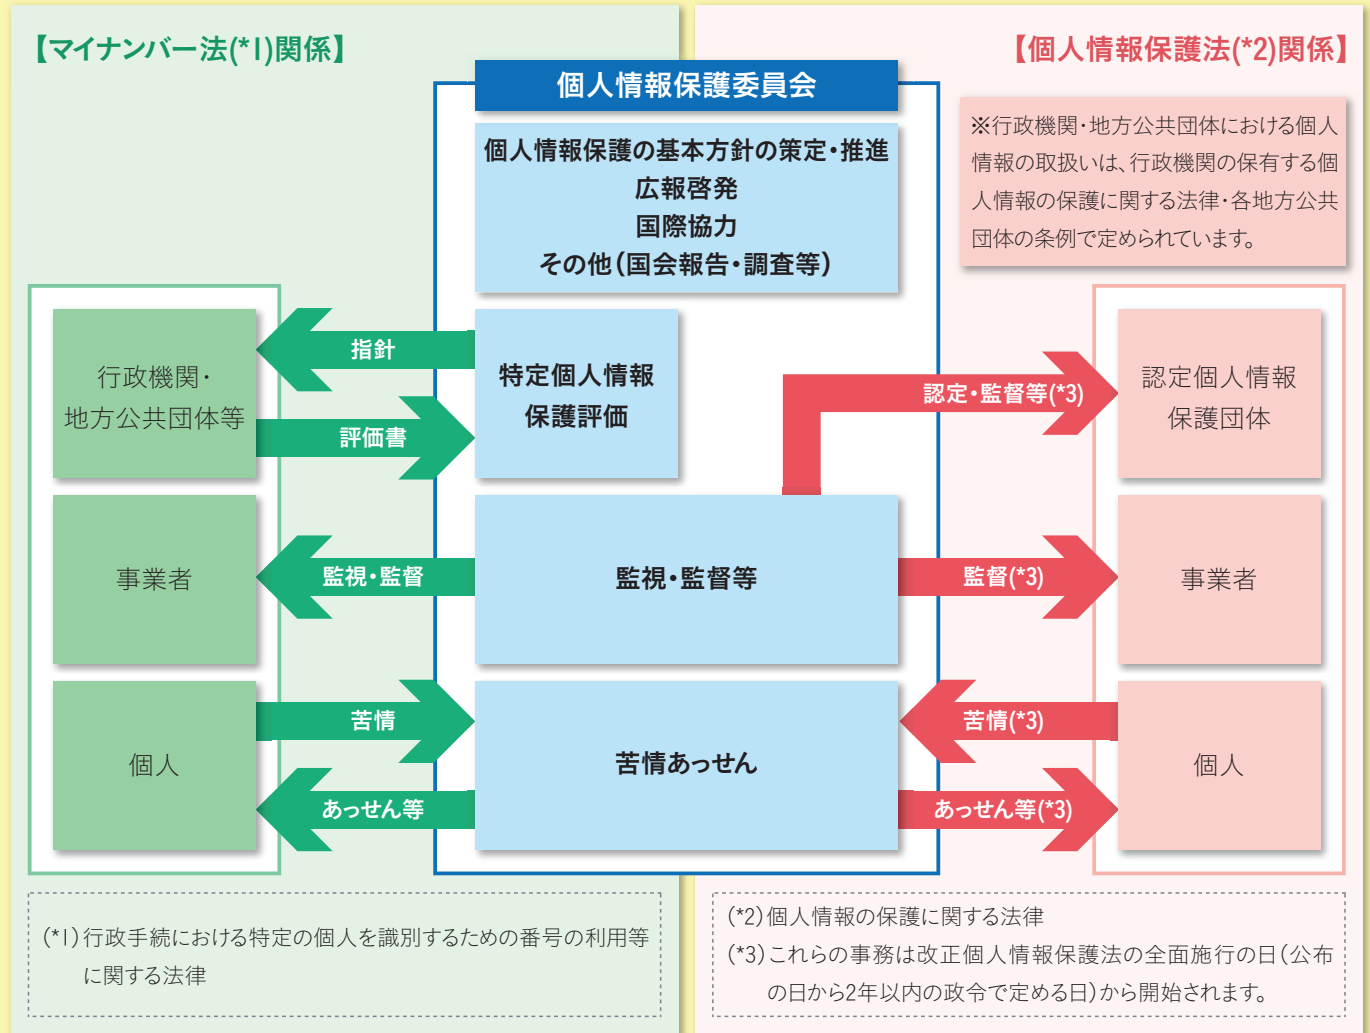 【マイナンバー法(*1)関係】
【個人情報保護法(*2)関係】
個人情報保護委員会
個人情報保護の基本方針の策定・推進
広報啓発
国際協力
その他（国会報告・調査等）
※行政機関・地方公共団体における個人
情報の取扱いは、行政機関の保有する個
人情報の保護に関する法律・各地方公共
団体の条例で定められています。
行政機関・
地方公共団体等
指針
評価書
特定個人情報
保護評価
認定・監督等(*3)
認定個人情報
保護団体
事業者
監視・監督
監視・監督等
監督(*3)
事業者
個人
苦情
あっせん等
苦情あっせん
苦情(*3)
あっせん等(*3)
個人
(*1)行政手続における特定の個人を識別するための番号の利用等
に関する法律
(*2)個人情報の保護に関する法律
(*3)これらの事務は改正個人情報保護法の全面施行の日（公布
の日から2年以内の政令で定める日）から開始されます。